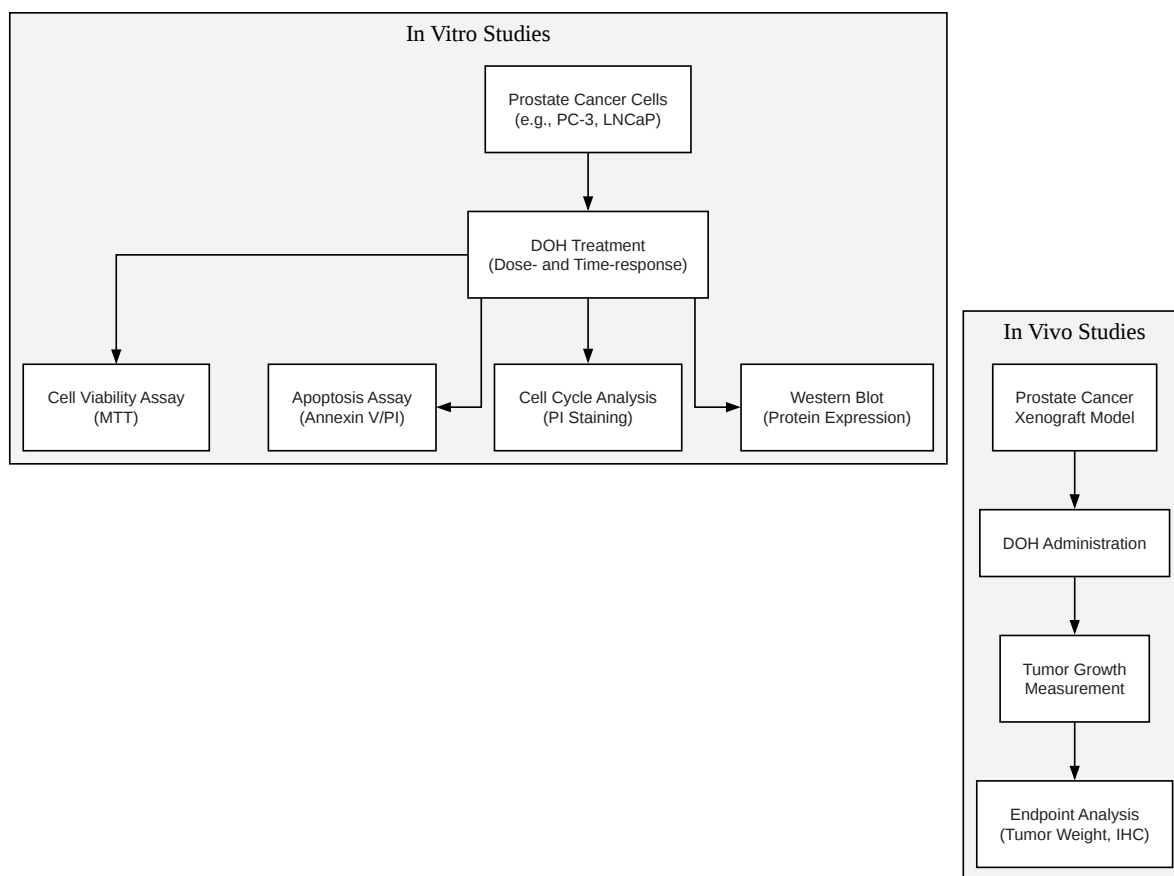 In Vitro Studies
Prostate Cancer Cells
(e.g., PC-3, LNCaP)
DOH Treatment
(Dose- and Time-response)
Cell Viability Assay
(MTT)
Apoptosis Assay
(Annexin V/PI)
Cell Cycle Analysis
(PI Staining)
Western Blot
(Protein Expression)
In Vivo Studies
Prostate Cancer
Xenograft Model
DOH Administration
Tumor Growth
Measurement
Endpoint Analysis
(Tumor Weight, IHC)